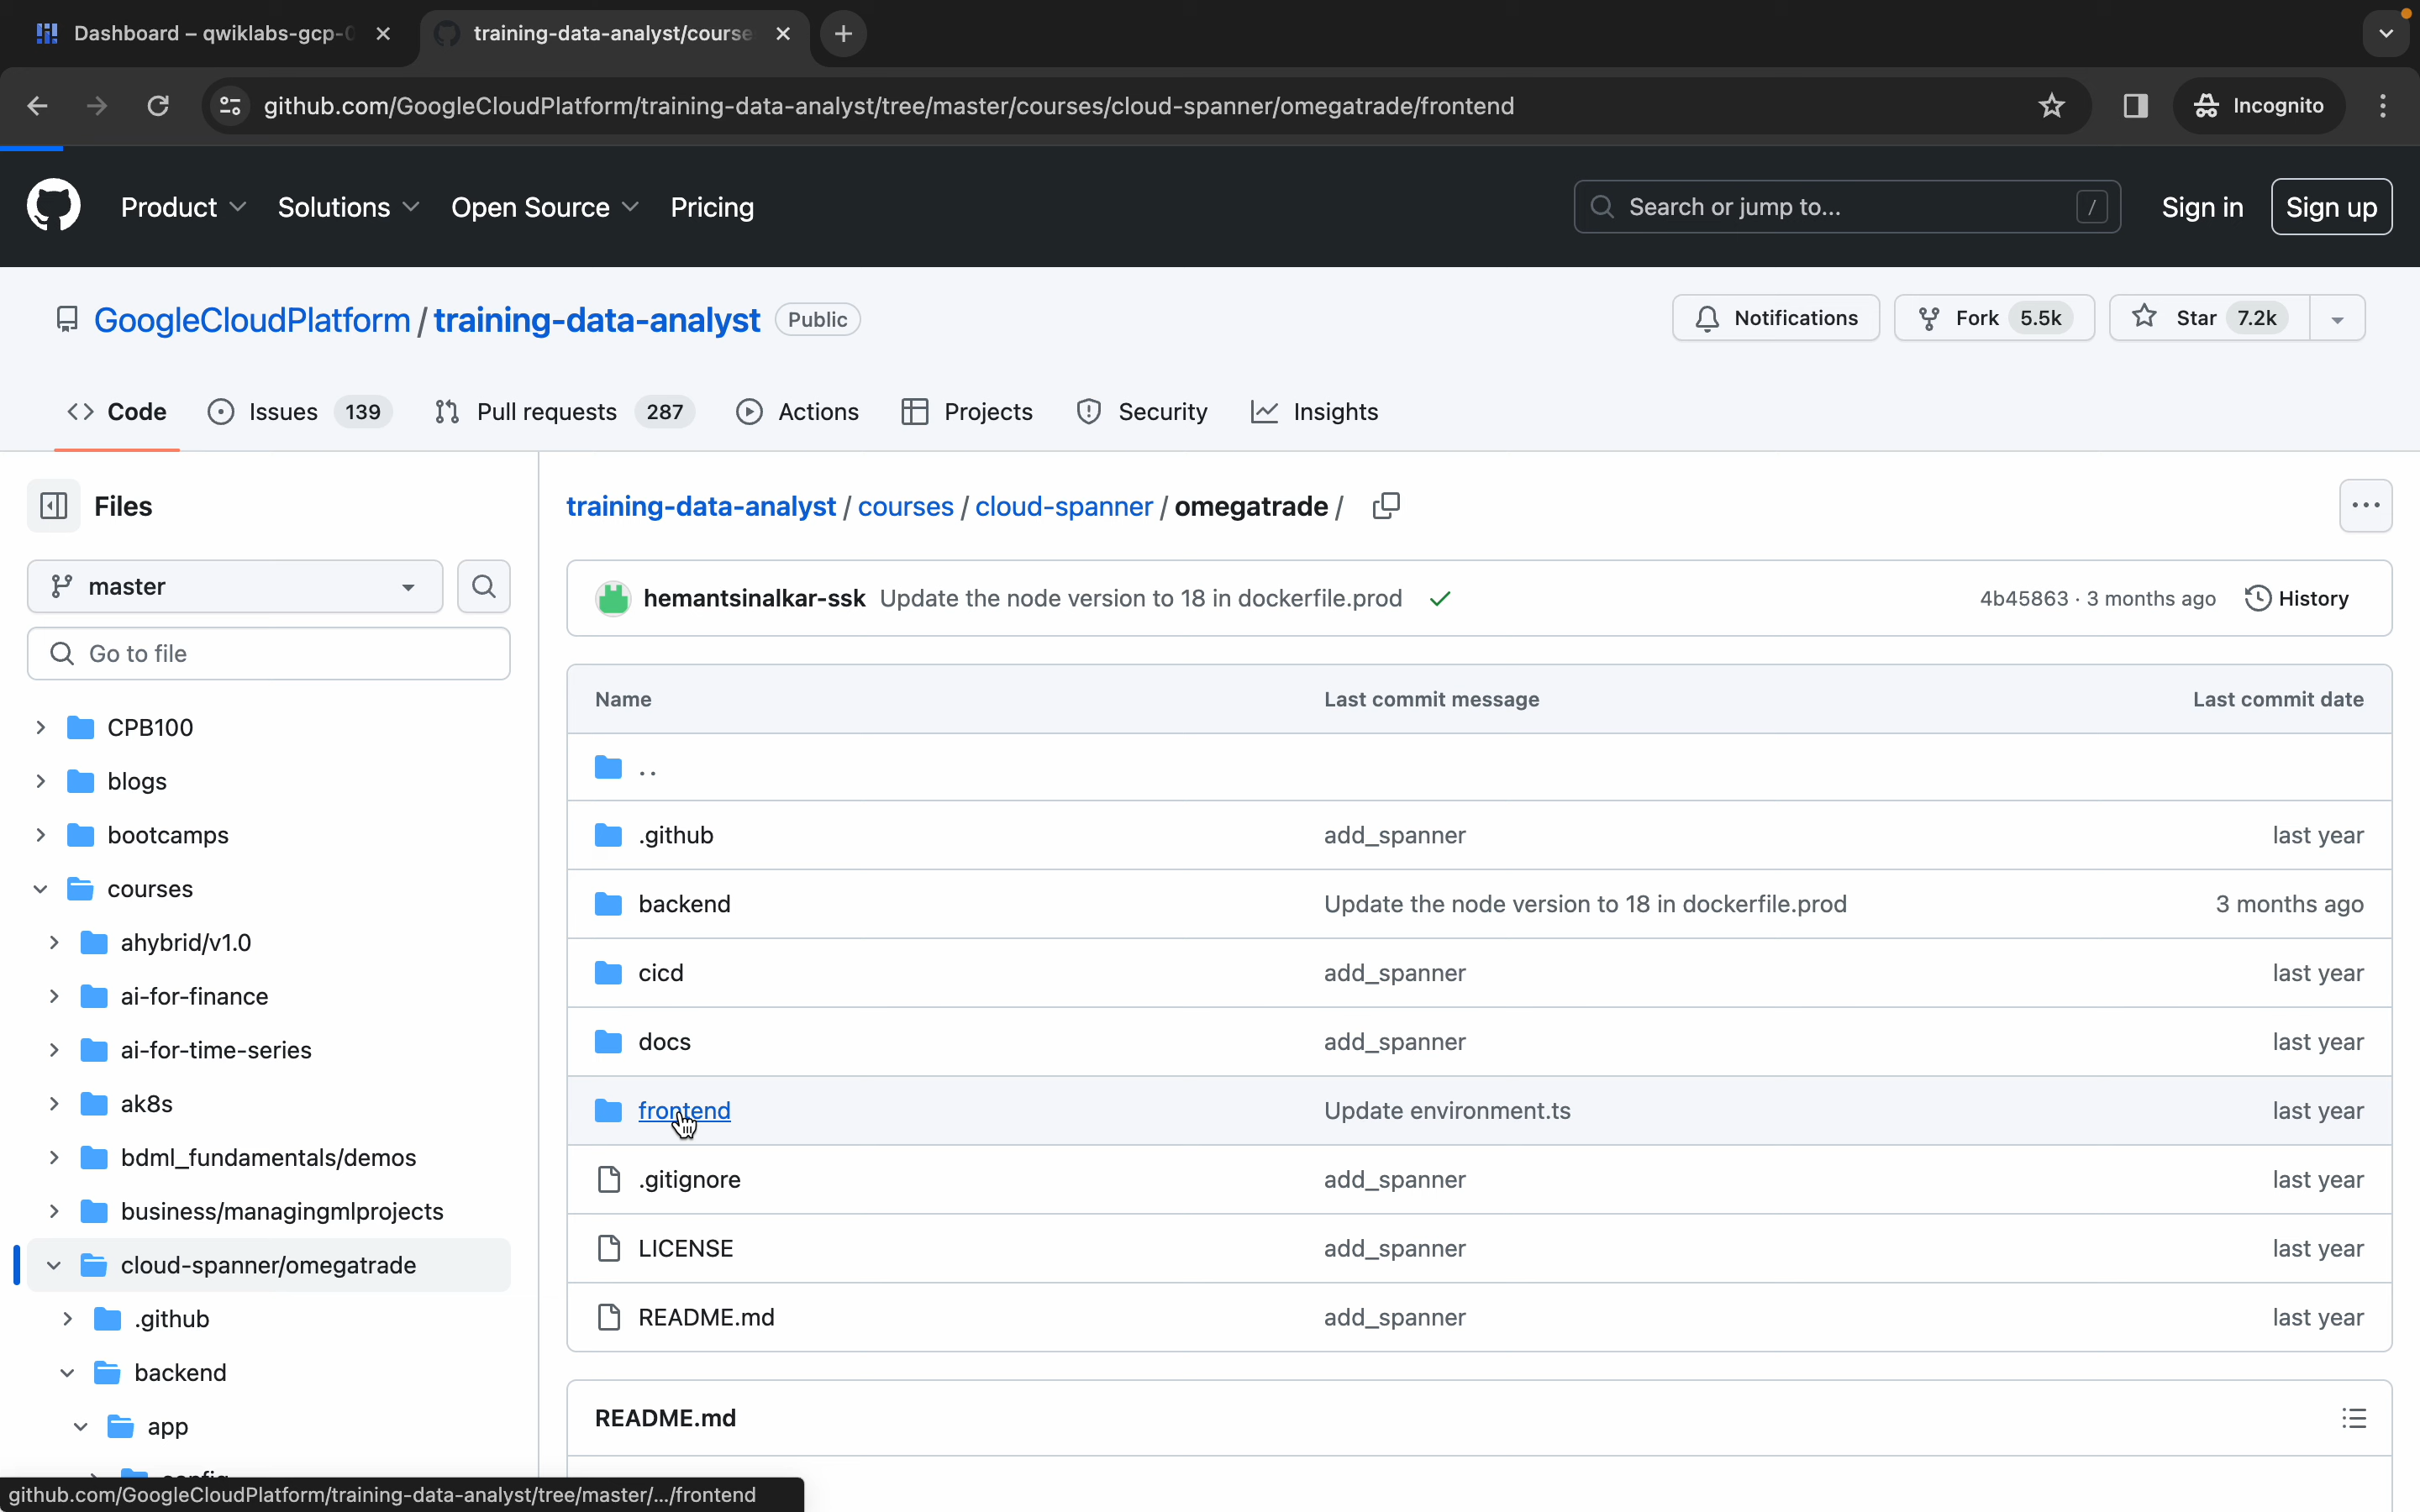 Dashboard – qwiklabs-gcp-
training-data-analyst/course
github.com/GoogleCloudPlatform/training-data-analyst/tree/master/courses/cloud-spanner/omegatrade/frontend
Incognito
Product
Solutions
Open Source
Pricing
Search or jump to...
/
Sign in
Sign up
GoogleCloudPlatform / training-data-analyst
Public
Notifications
Fork 5.5k
Star 7.2k
Code
Issues 139
Pull requests 287
Actions
Projects
Security
Insights
Files
master
Go to file
CPB100
blogs
bootcamps
courses
ahybrid/v1.0
ai-for-finance
ai-for-time-series
ak8s
bdml_fundamentals/demos
business/managingmlprojects
cloud-spanner/omegatrade
.github
backend
app
training-data-analyst / courses / cloud-spanner / omegatrade /
hemantsinalkar-ssk Update the node version to 18 in dockerfile.prod
4b45863 · 3 months ago
History
Name Last commit message Last commit date
..
.github add_spanner last year
backend Update the node version to 18 in dockerfile.prod 3 months ago
cicd add_spanner last year
docs add_spanner last year
frontend Update environment.ts last year
.gitignore add_spanner last year
LICENSE add_spanner last year
README.md add_spanner last year
README.md
github.com/GoogleCloudPlatform/training-data-analyst/tree/master/.../frontend